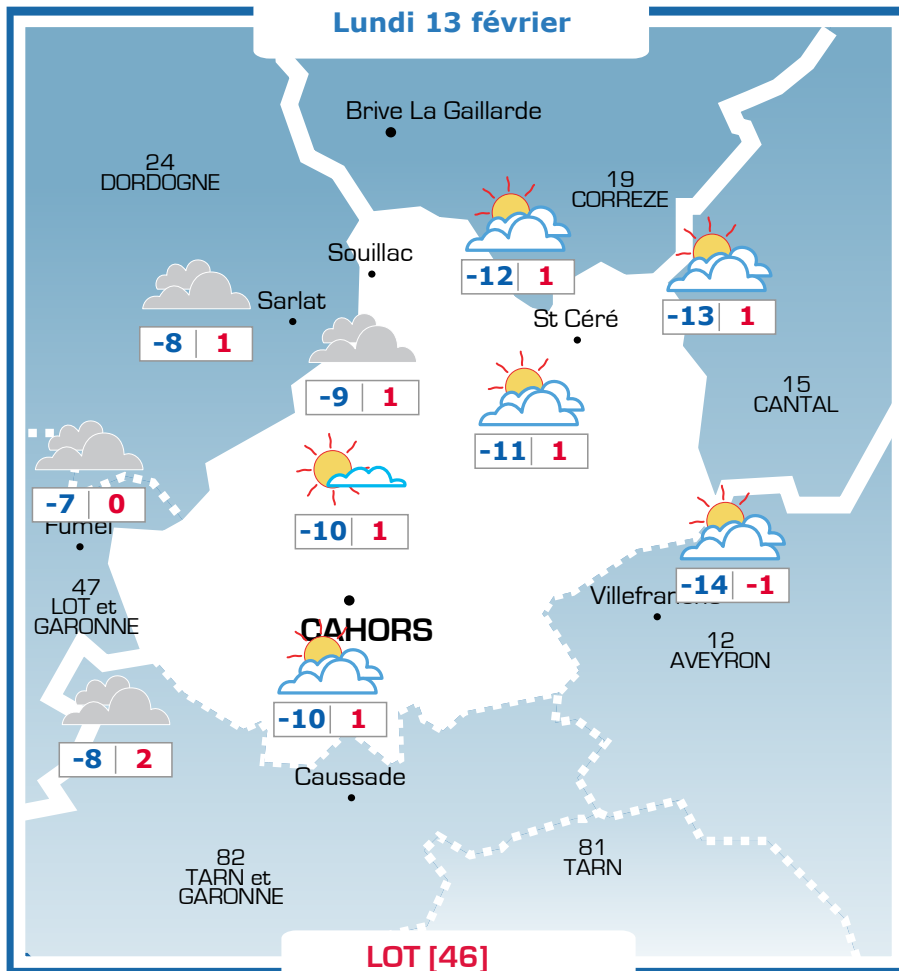 Lundi 13 février
Brive La Gaillarde
24
DORDOGNE
19
CORREZE
Souillac
-12 1
Sarlat
St Céré
-13 1
-8 1
-9 1
15
CANTAL
-11 1
-7 0
Fumel
-10 1
47
LOT et
GARONNE
-14 -1
Villefranche
CAHORS
12
AVEYRON
-10 1
-8 2
Caussade
82
TARN et
GARONNE
81
TARN
LOT [46]